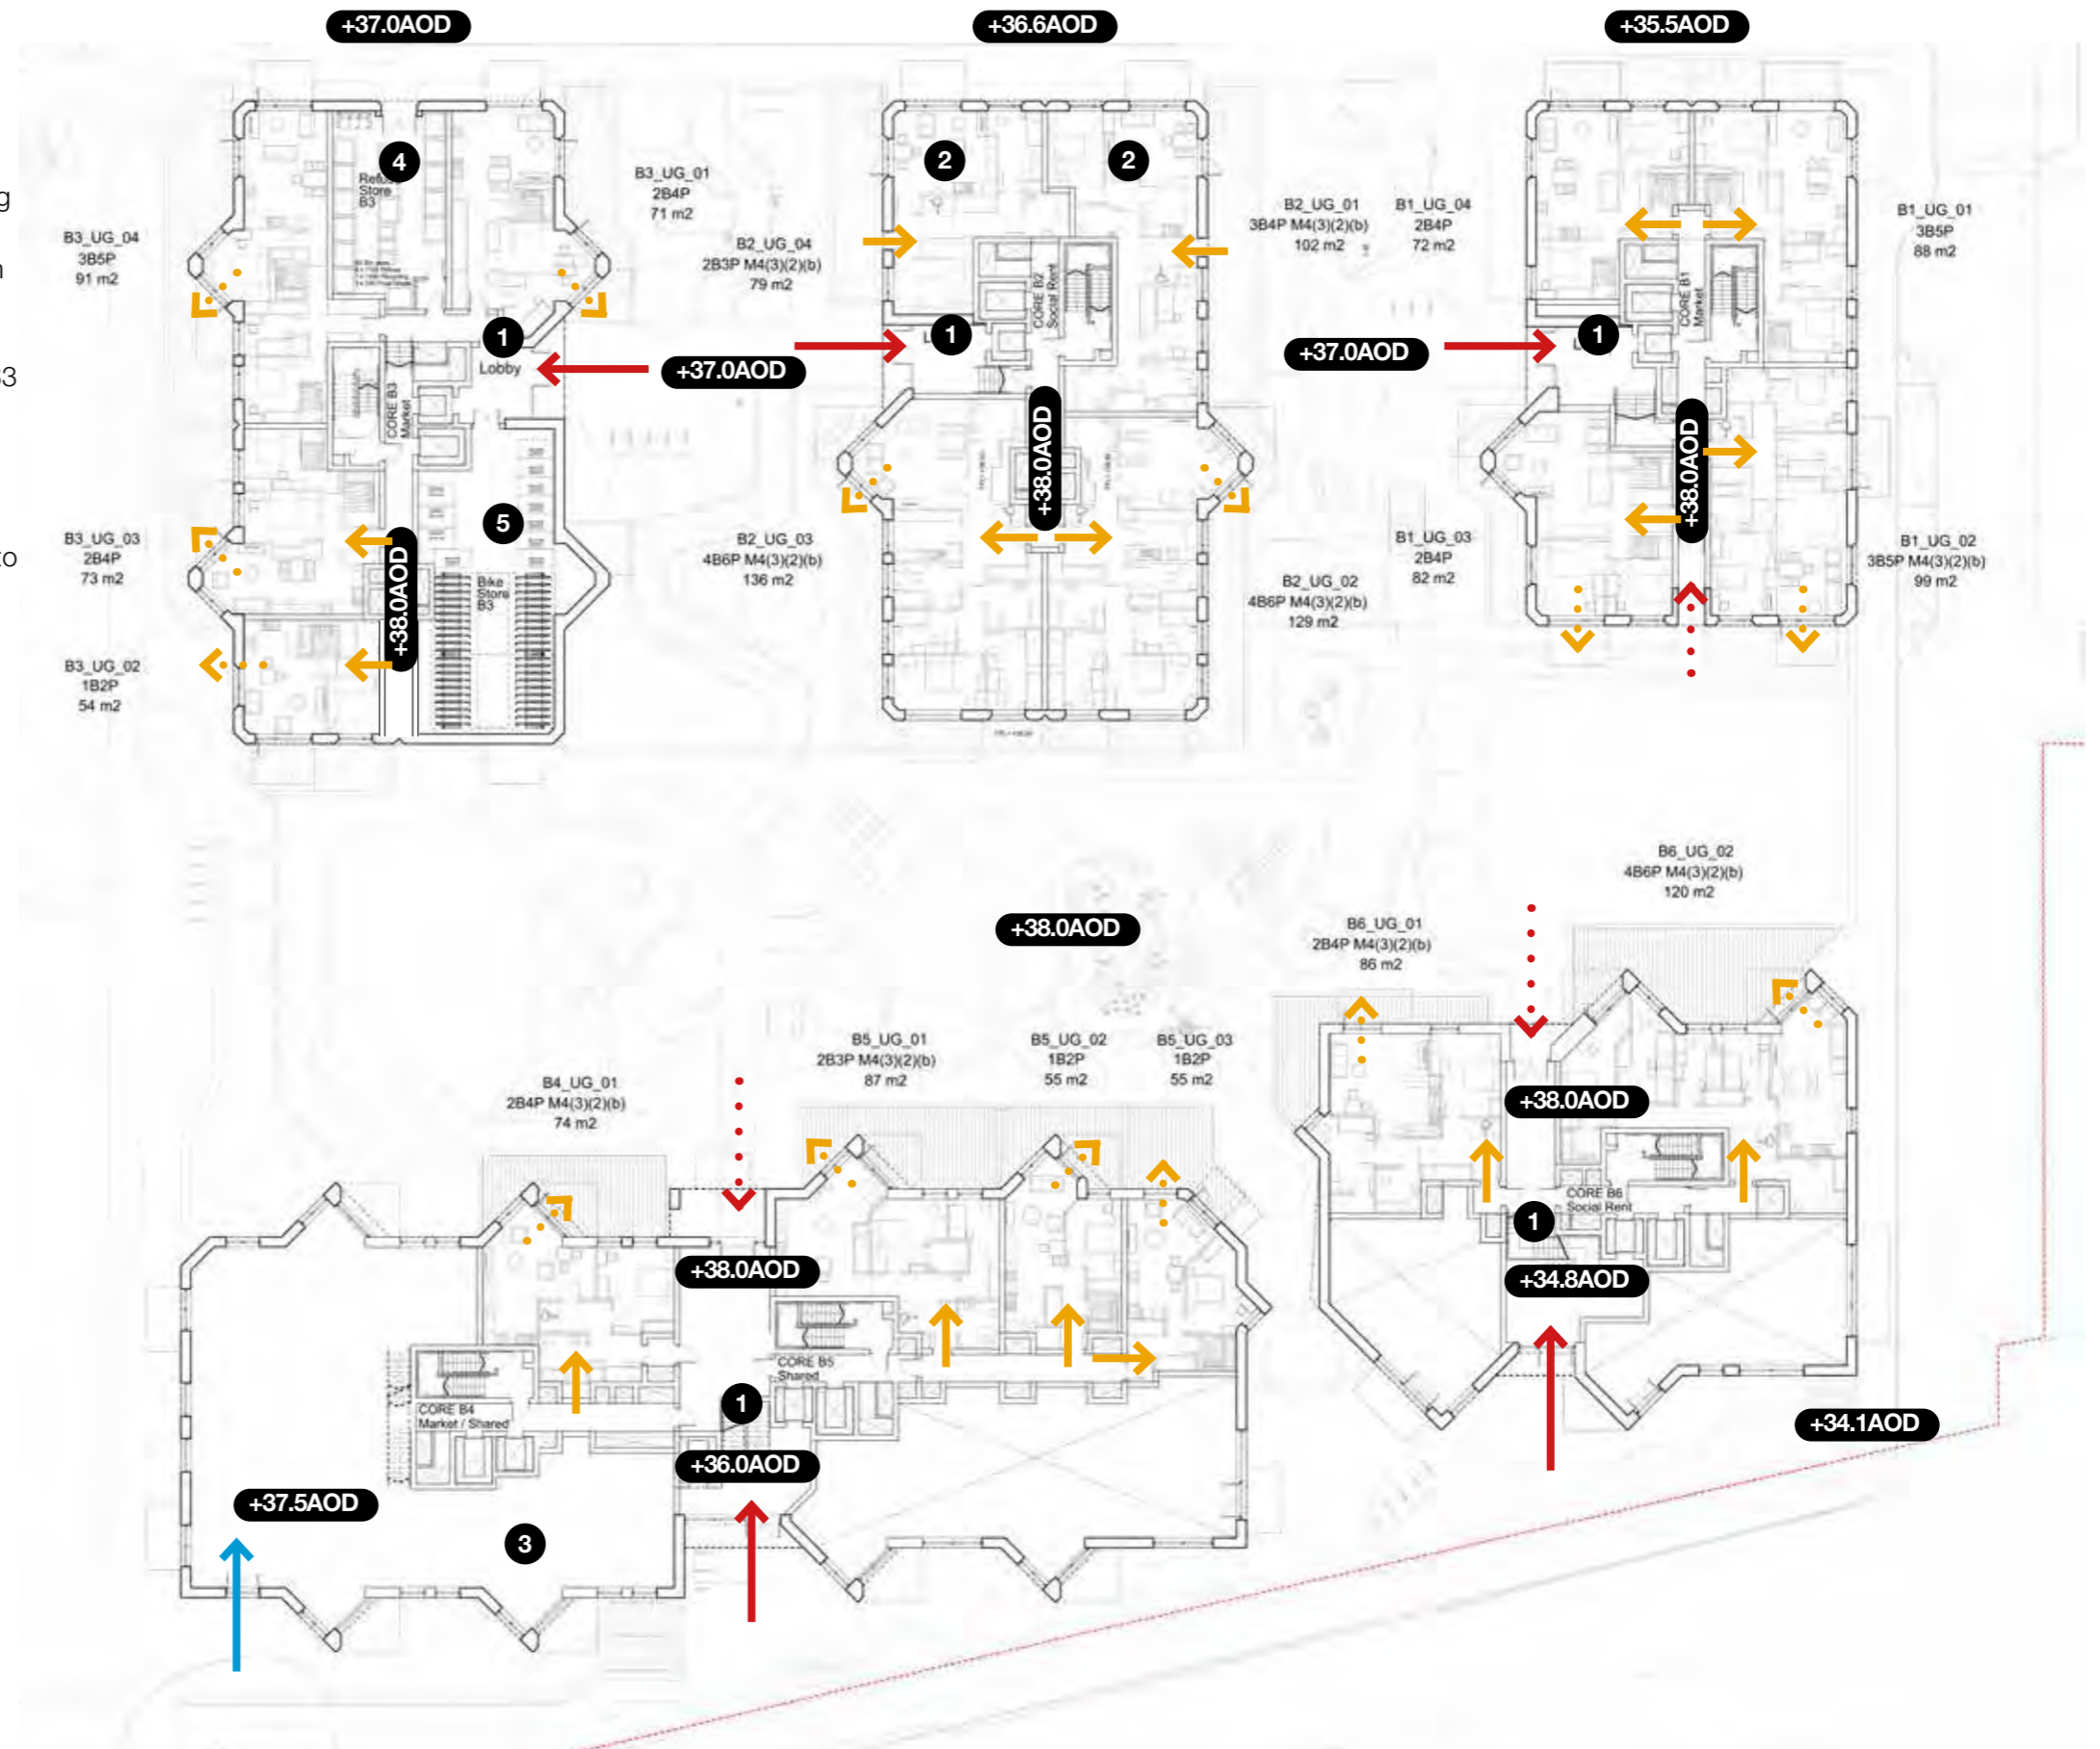 +37.0AOD
+36.6AOD
+35.5AOD
g
B3_UG_04
3B5P
91 m2
4
Refuse
Store
B3
B3_UG_01
2B4P
71 m2
2
2
B2_UG_04
2B3P M4(3)(2)(b)
79 m2
B2_UG_01
3B4P M4(3)(2)(b)
102 m2
B1_UG_04
2B4P
72 m2
B1_UG_01
3B5P
88 m2
33
1
Lobby
+37.0AOD
1
CORE B2
Social Rent
+37.0AOD
1
CORE B1
Market
CORE B3
Market
+38.0AOD
+38.0AOD
5
B3_UG_03
2B4P
73 m2
to
+38.0AOD
Bike
Store
B3
B2_UG_03
4B6P M4(3)(2)(b)
136 m2
B2_UG_02
4B6P M4(3)(2)(b)
129 m2
B1_UG_03
2B4P
82 m2
B1_UG_02
3B5P M4(3)(2)(b)
99 m2
B3_UG_02
1B2P
54 m2
B6_UG_02
4B6P M4(3)(2)(b)
120 m2
+38.0AOD
B6_UG_01
2B4P M4(3)(2)(b)
86 m2
B4_UG_01
2B4P M4(3)(2)(b)
74 m2
B5_UG_01
2B3P M4(3)(2)(b)
87 m2
B5_UG_02
1B2P
55 m2
B5_UG_03
1B2P
55 m2
+38.0AOD
CORE B6
Social Rent
1
+34.8AOD
+38.0AOD
CORE B5
Shared
1
CORE B4
Market / Shared
+36.0AOD
+34.1AOD
+37.5AOD
3